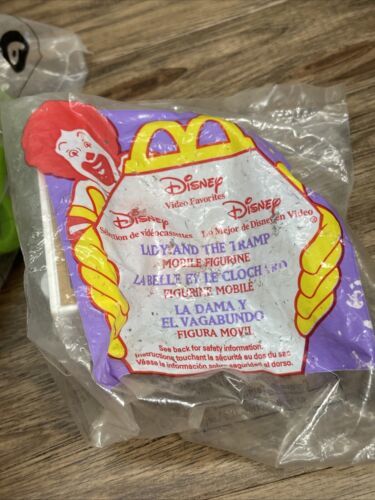 DISNEY
Video Favorites
DISNEY DISNEY
Sélection de vidéocassettes Lo Mejor de Disney en Video
LADY AND THE TRAMP
MOBILE FIGURINE
LA BELLE ET LE CLOCHARD
FIGURINE MOBILE
LA DAMA Y
EL VAGABUNDO
FIGURA MOVIL
See back for safety information.
Instructions touchant la sécurité au dos du sac.
Véase la información sobre seguridad al dorso.